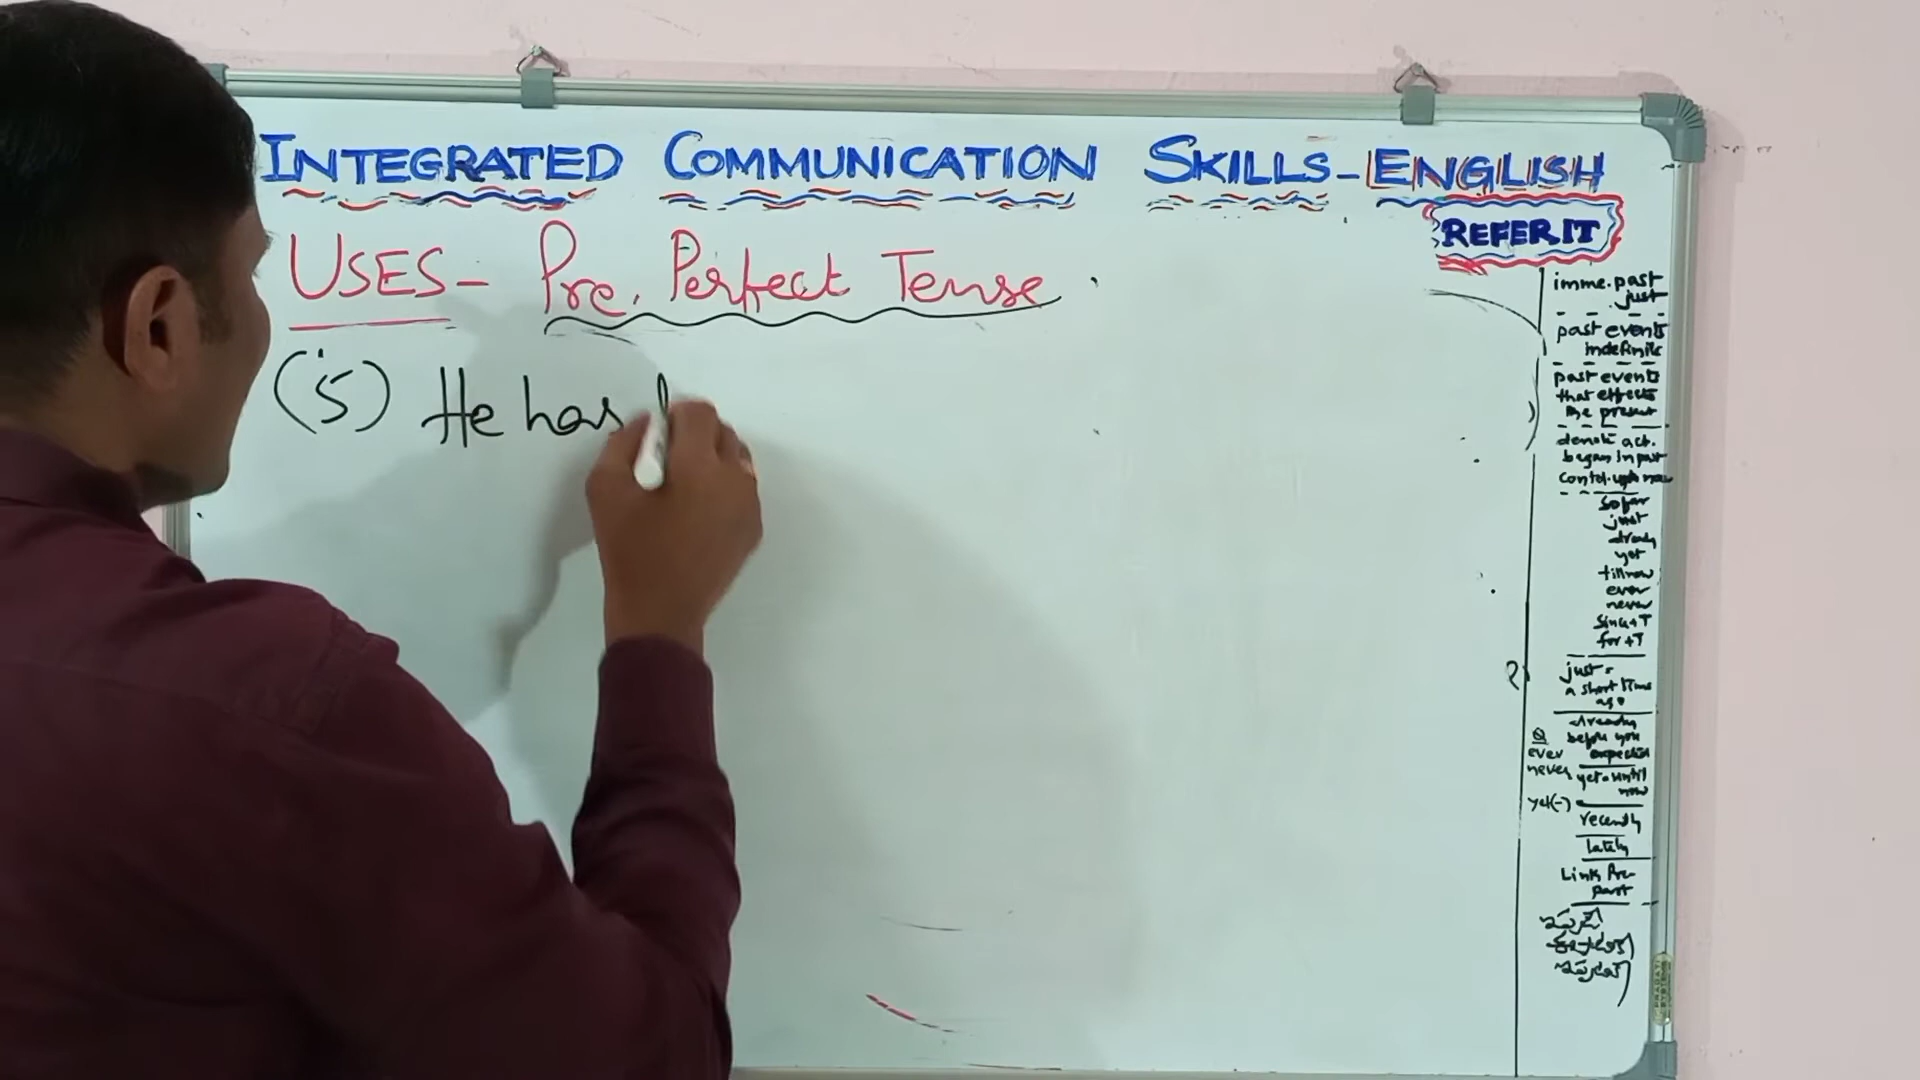 INTEGRATED COMMUNICATION SKILLS-ENGLISH
REFER IT
USES- Pre. Perfect Tense
(5) He has
imme. past
just
past events
indefinite
past events
that effects
the present
denote act.
began in past
contd. upto now
so far
just
already
yet
till now
ever
never
since+T
for+T
just =
a short time
ago
already
before you
expected
ever
never
yet = until
now
yet(-)
recently
lately
Link Pre-
past